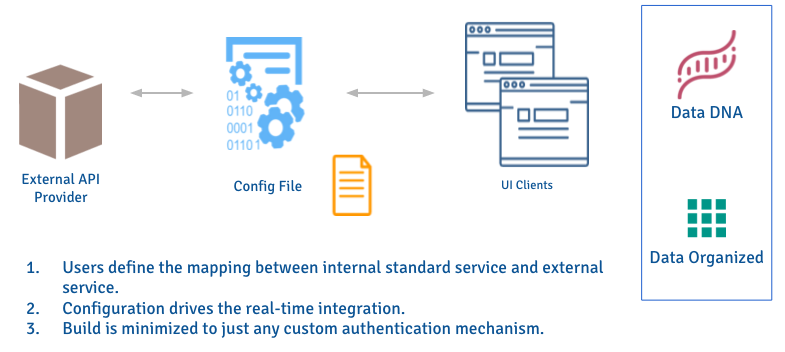 Data DNA
External API
Provider
01
0110
0001
01101
Config File
UI Clients
Data Organized
1. Users define the mapping between internal standard service and external
service.
2. Configuration drives the real-time integration.
3. Build is minimized to just any custom authentication mechanism.